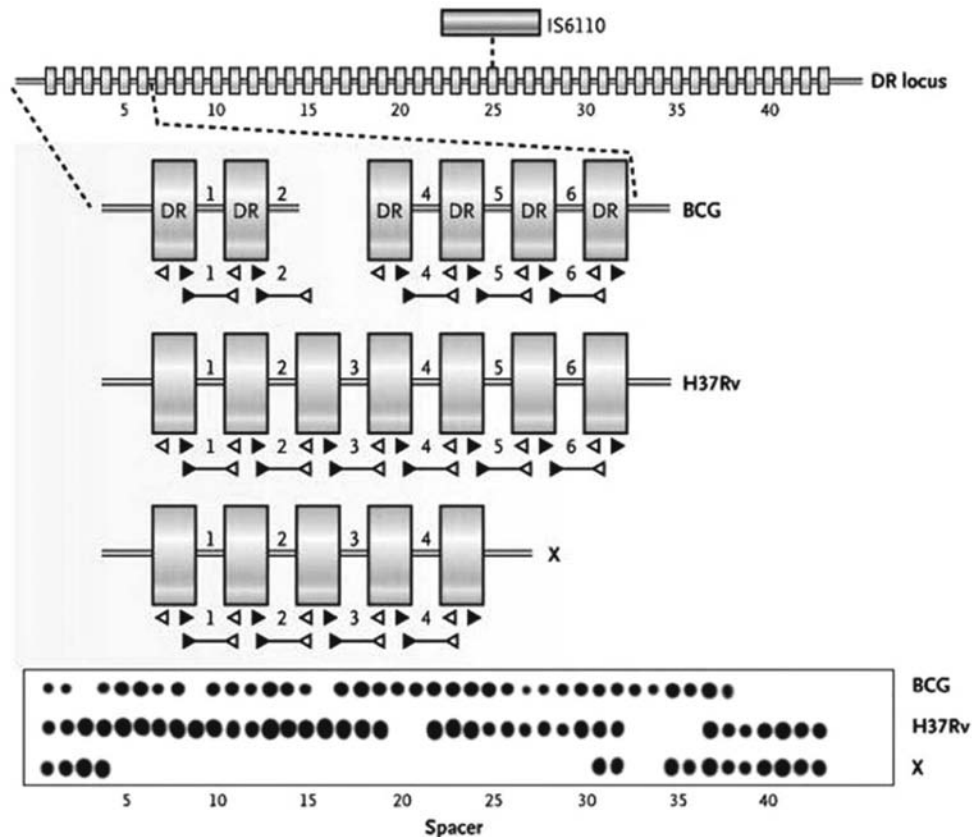 IS6110
DR locus
5 10 15 20 25 30 35 40
DR 1 DR 2 DR 4 DR 5 DR 6 DR BCG
1 2 4 5 6
1 2 3 4 5 6 H37Rv
1 2 3 4 5 6
1 2 3 4 X
1 2 3 4
BCG
H37Rv
X
5 10 15 20 25 30 35 40
Spacer